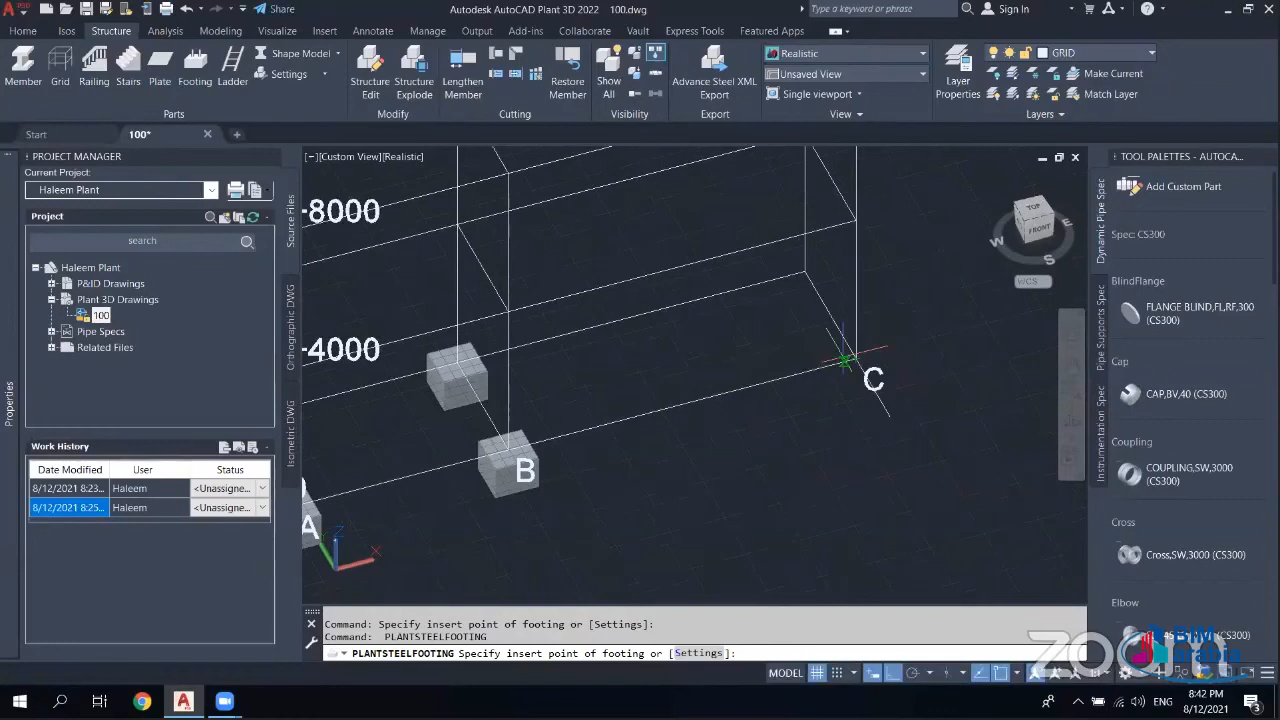 Share
Autodesk AutoCAD Plant 3D 2022   100.dwg
Type a keyword or phrase
Sign In
Home Isos Structure Analysis Modeling Visualize Insert Annotate Manage Output Add-ins Collaborate Vault Express Tools Featured Apps
Member Grid Railing Stairs Plate Footing Ladder
Shape Model
Settings
Structure Edit
Structure Explode
Lengthen Member
Restore Member
Show All
Advance Steel XML Export
Realistic
Unsaved View
Single viewport
Layer Properties
GRID
Make Current
Match Layer
Parts Modify Cutting Visibility Export View Layers
Start 100*
PROJECT MANAGER
Current Project:
Haleem Plant
Project
search
Haleem Plant
P&ID Drawings
Plant 3D Drawings
100
Pipe Specs
Related Files
Source Files
Orthographic DWG
Isometric DWG
Properties
Work History
Date Modified User Status
8/12/2021 8:23... Haleem <Unassigne...
8/12/2021 8:25... Haleem <Unassigne...
[−][Custom View][Realistic]
-8000
-4000
A
B
C
Z
X
TOP
FRONT
W
E
S
WCS
TOOL PALETTES - AUTOCA...
Dynamic Pipe Spec
Pipe Supports Spec
Instrumentation Spec
Add Custom Part
Spec: CS300
BlindFlange
FLANGE BLIND,FL,RF,300 (CS300)
Cap
CAP,BV,40 (CS300)
Coupling
COUPLING,SW,3000 (CS300)
Cross
Cross,SW,3000 (CS300)
Elbow
Command: Specify insert point of footing or [Settings]:
Command: PLANTSTEELFOOTING
PLANTSTEELFOOTING Specify insert point of footing or [Settings]:
MODEL
zoom
BIM
arabia
ENG
8:42 PM
8/12/2021
3